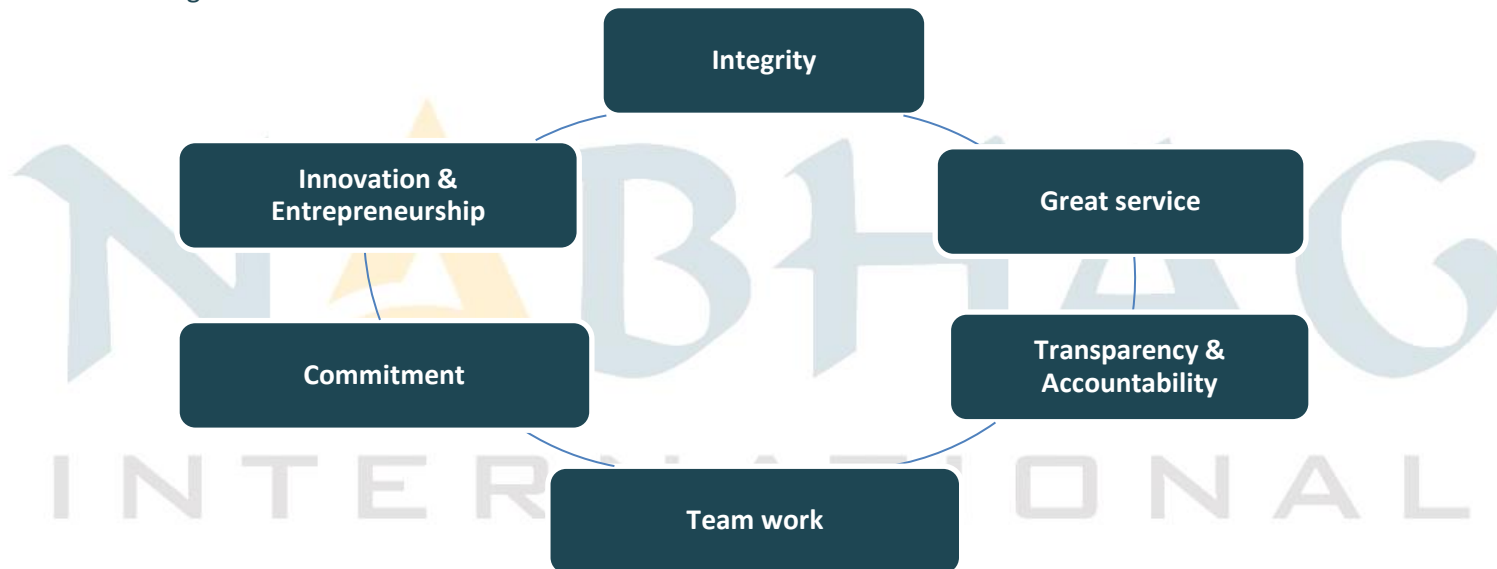 Integrity
Great service
Transparency &
Accountability
Team work
Commitment
Innovation &
Entrepreneurship
NABHAG
INTERNATIONAL